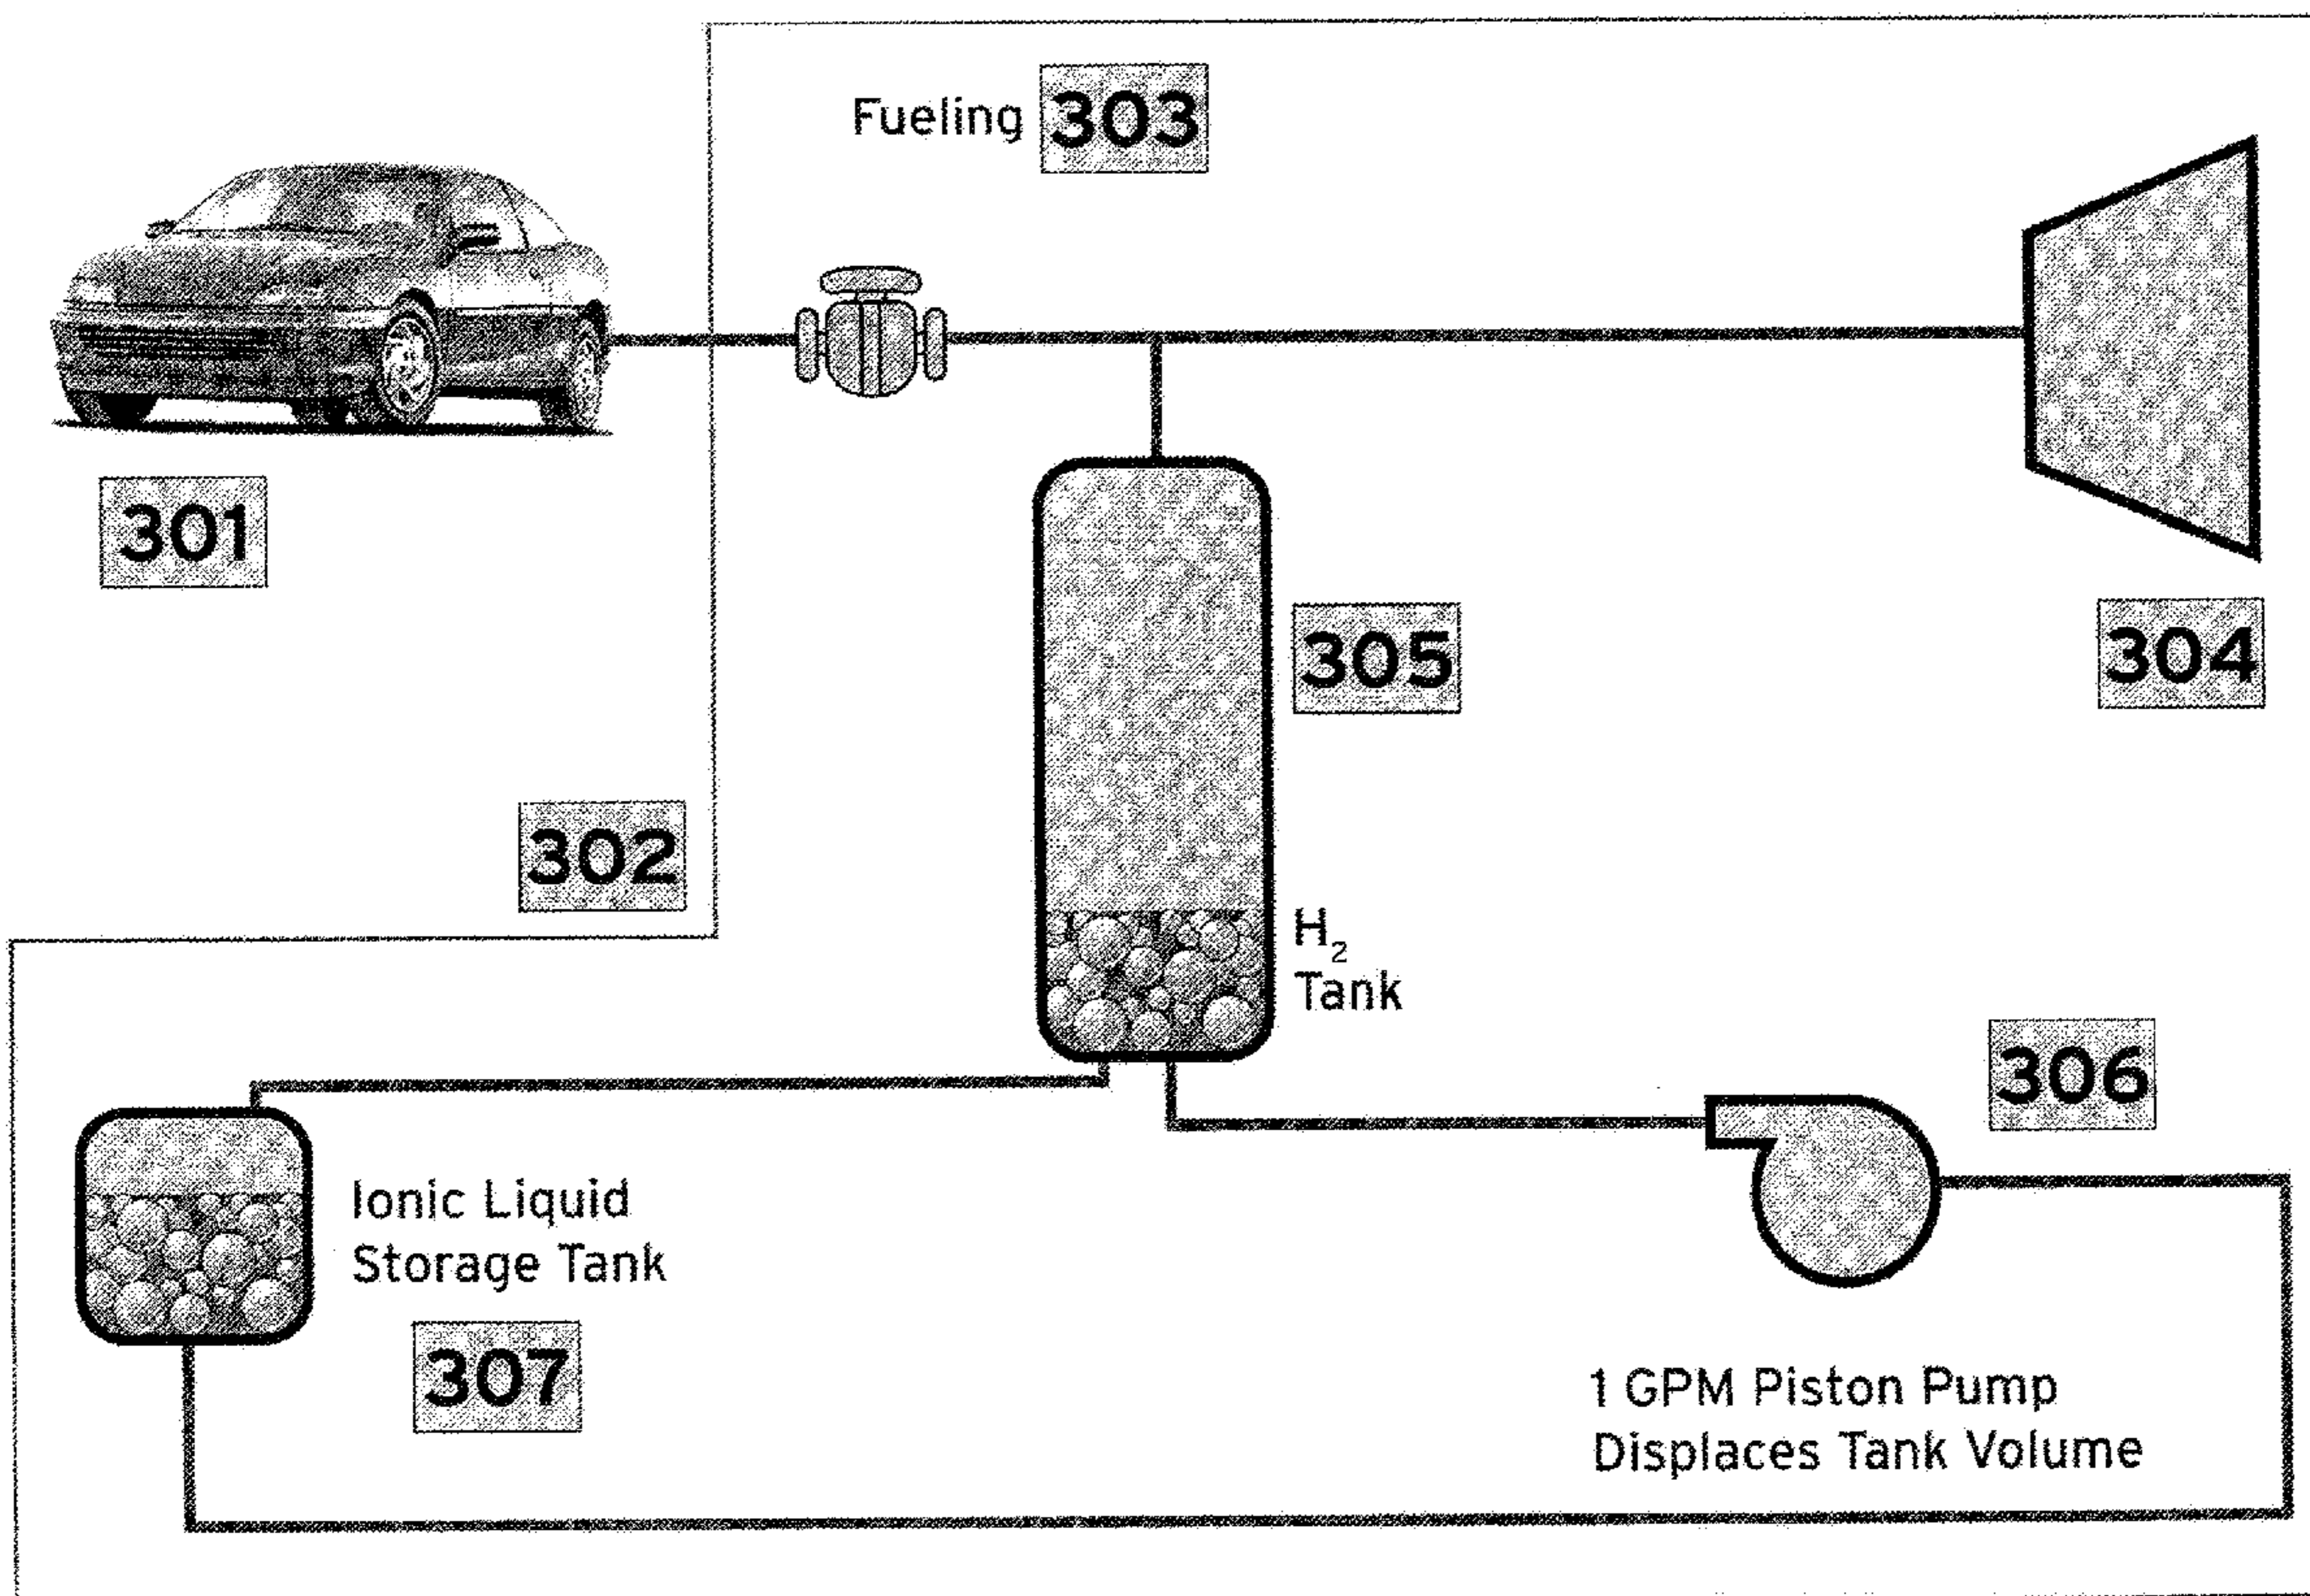 Fueling 303
301
305
304
302
H₂
Tank
306
Ionic Liquid
Storage Tank
307
1 GPM Piston Pump
Displaces Tank Volume